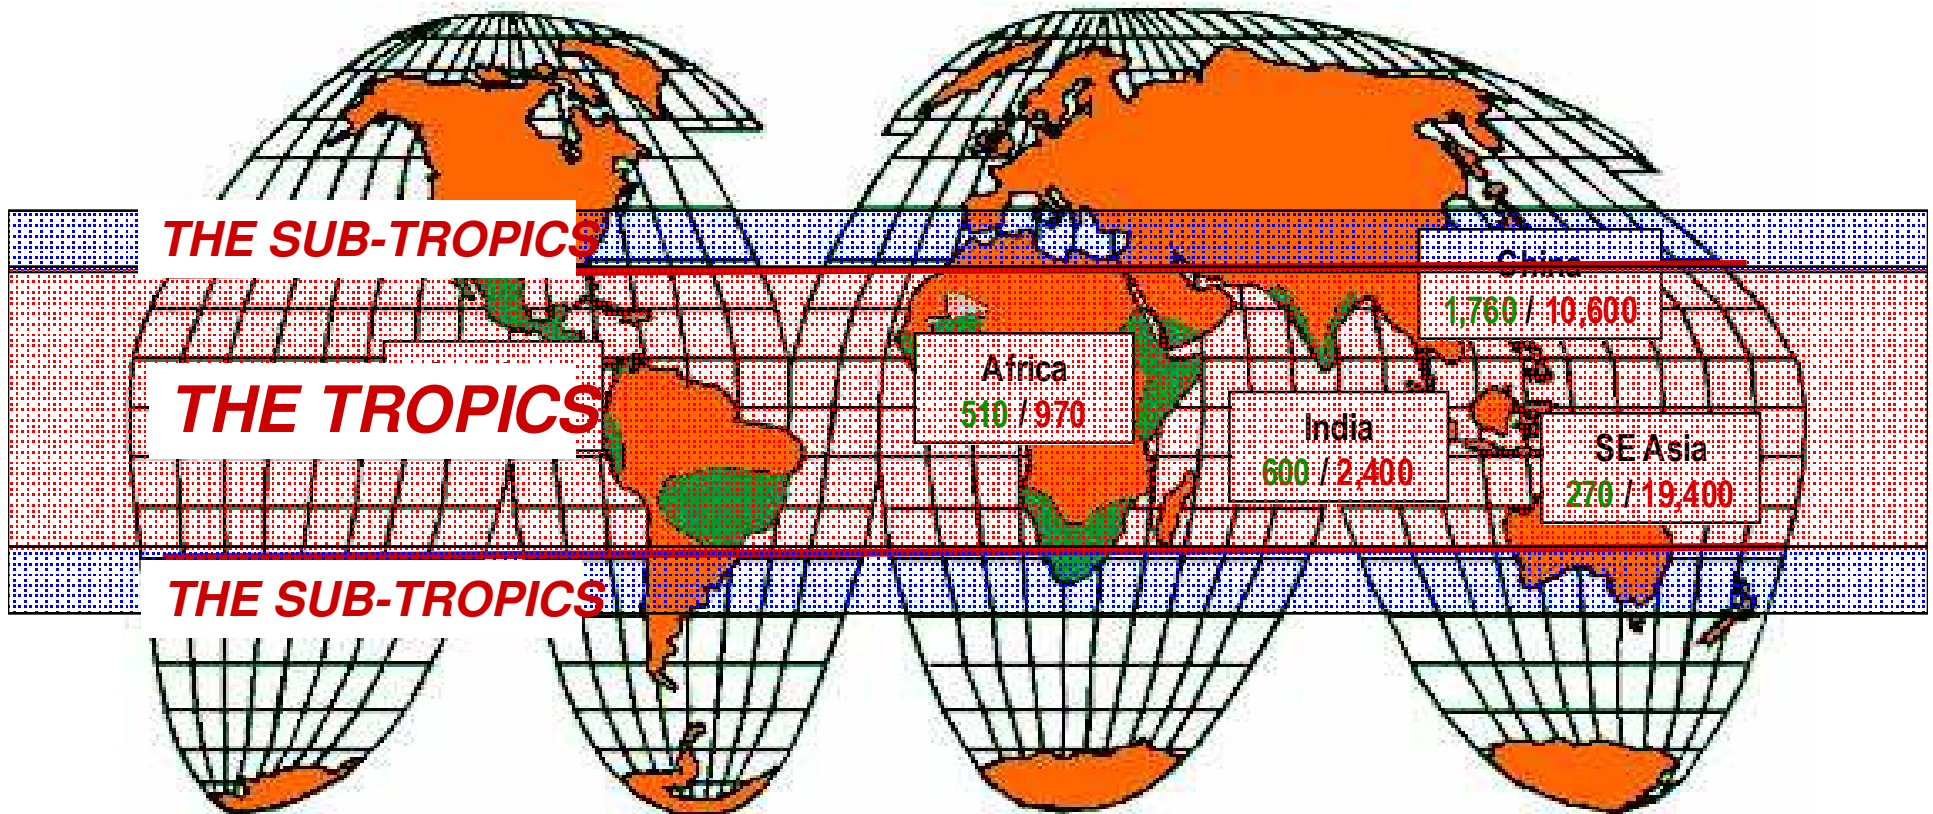 THE SUB-TROPICS
China
1,760 / 10,600
Africa
510 / 970
THE TROPICS
India
600 / 2,400
SE Asia
270 / 19,400
THE SUB-TROPICS